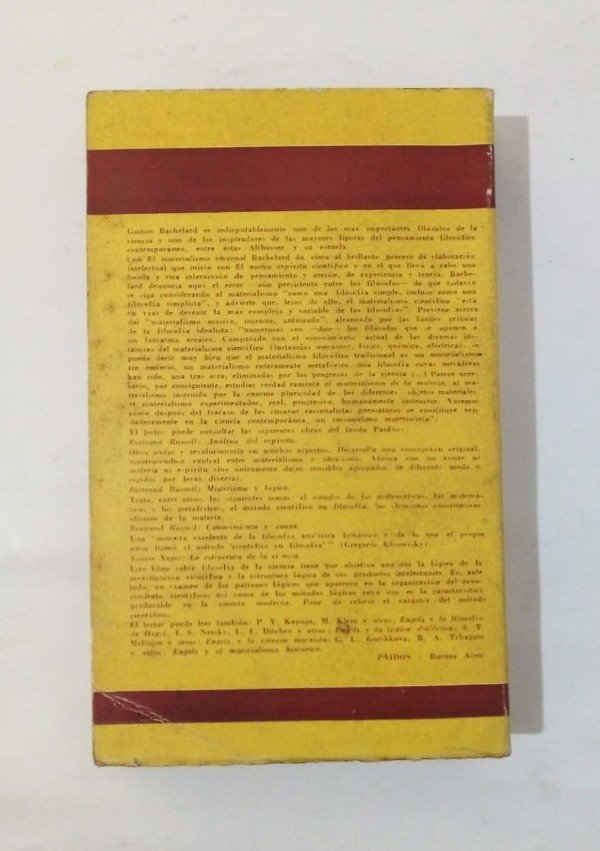 Gaston Bachelard es indisputablemente uno de los más importantes filósofos de la
ciencia y uno de los inspiradores de las mayores figuras del pensamiento filosófico
contemporáneo, entre éstas Althusser y su escuela.
Con El materialismo racional Bachelard da cima al brillante proceso de elaboración
intelectual que inició con El nuevo espíritu científico y en el que llevó a cabo una
honda y rica interacción de pensamiento y acción, de experiencia y teoría. Bache-
lard denuncia aquí el error —aun persistente entre los filósofos— de que todavía
se siga considerando al materialismo "como una filosofía simple, incluso como una
filosofía simplista", y advierte que, lejos de ello, el materialismo científico "está
en vías de devenir la más compleja y variable de las filosofías". Previene acerca
del "materialismo masivo, ingenuo, anticuado", alcanzado por las fáciles críticas
de la filosofía idealista: "numerosos son —dice— los filósofos que se oponen a
un fantasma arcaico. Comparado con el conocimiento actual de las diversas ins-
tancias del materialismo científico (instancias mecánica, física, química, eléctrica), se
puede decir muy bien que el materialismo filosófico tradicional es un materialismo
sin materia, un materialismo enteramente metafórico, una filosofía cuyas metáforas
han sido, una tras otra, eliminadas por los progresos de la ciencia (...) Parece nece-
sario, por consiguiente, estudiar verdaderamente el materialismo de la materia, el ma-
terialismo instruido por la enorme pluralidad de los diferentes objetos materiales,
el materialismo experimentador, real, progresivo, humanamente instructor. Veremos
cómo después del fracaso de los ensayos racionalistas prematuros se constituye ver-
daderamente en la ciencia contemporánea, un racionalismo materialista".
El lector puede consultar las siguientes obras del fondo Paidós:
Bertrand Russell: Análisis del espíritu.
Obra audaz y revolucionaria en muchos aspectos. Desarrolla una concepción original,
manteniéndose ventral entre materialismo e idealismo. Afirma que no existe ni
materia ni espíritu sino únicamente datos sensibles agrupados de diferente modo y
regidos por leyes diversas.
Bertrand Russell: Misticismo y lógica.
Trata, entre otros, los siguientes temas: el estudio de las matemáticas, las matemá-
ticas y los metafísicos, el método científico en filosofía, los elementos constitutivos
últimos de la materia.
Bertrand Russell: Conocimiento y causa.
Una "muestra excelente de la filosofía analítica británica y de lo que el propio
autor llamó el método 'científico en filosofía'" (Gregorio Klimovsky).
Ernest Nagel: La estructura de la ciencia.
Este libro sobre filosofía de la ciencia tiene por objetivo analizar la lógica de la
investigación científica y la estructura lógica de sus productos intelectuales. Es, ante
todo, un examen de los patrones lógicos que aparecen en la organización del cono-
cimiento científico, así como de los métodos lógicos cuyo uso es la característica
perdurable en la ciencia moderna. Pone de relieve el carácter del método
científico.
El lector puede leer también: P. V. Kopnin, M. Klein y otros: Engels y la filosofía
de Hegel; I. S. Narsky, L. F. Ilitchev y otros: Engels y la lógica dialéctica; S. T.
Meliujin y otros: Engels y la ciencia moderna; G. L. Gorchkova, B. A. Tchaguin
y otros: Engels y el materialismo histórico.
PAIDOS - Buenos Aires